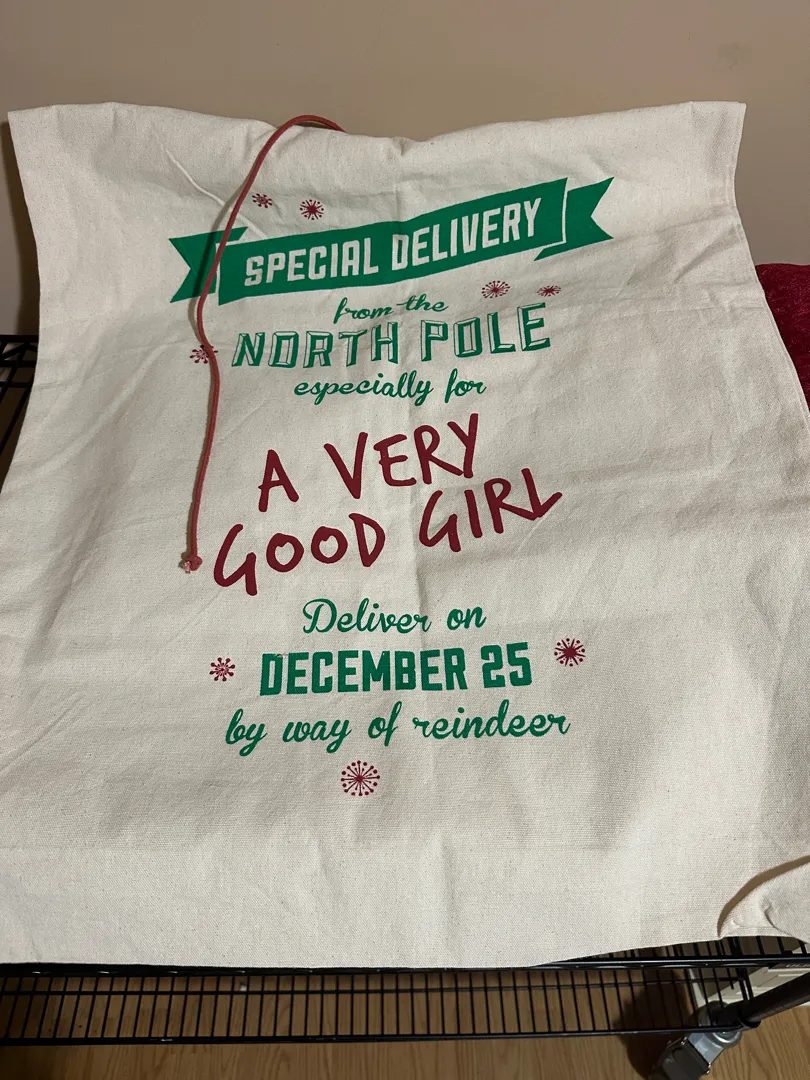 SPECIAL DELIVERY
from the
NORTH POLE
especially for
A VERY
GOOD GIRL
Deliver on
DECEMBER 25
by way of reindeer